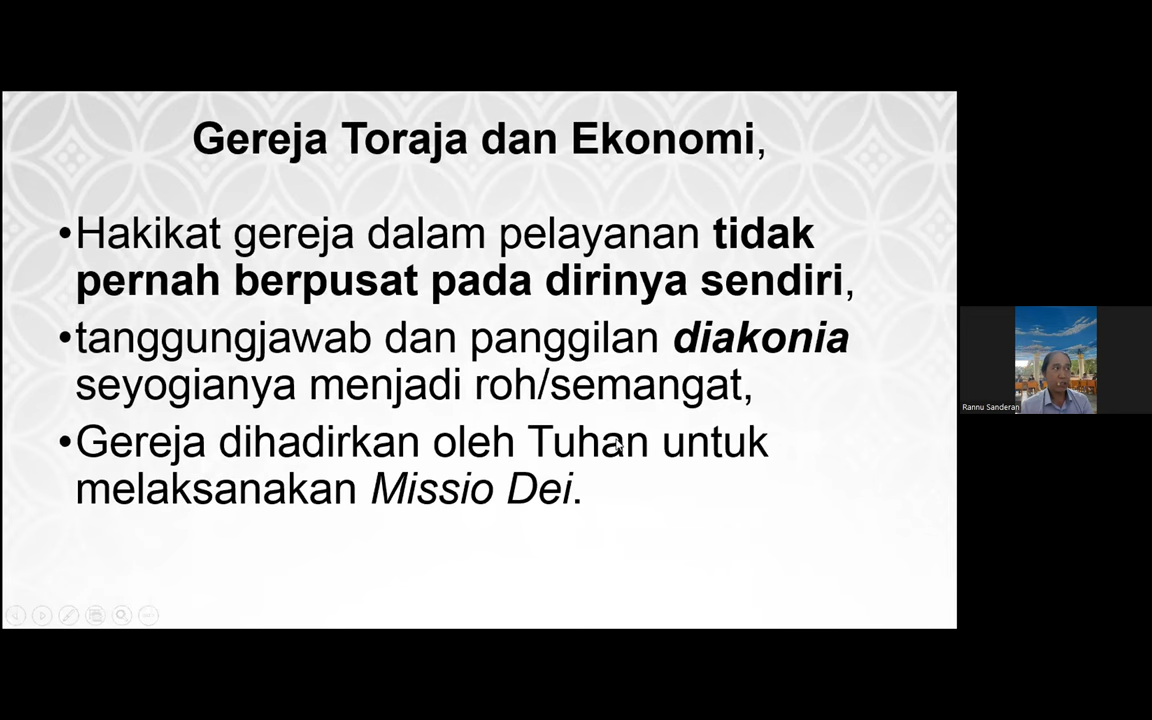 Gereja Toraja dan Ekonomi,
•Hakikat gereja dalam pelayanan tidak
pernah berpusat pada dirinya sendiri,
•tanggungjawab dan panggilan diakonia
seyogianya menjadi roh/semangat,
•Gereja dihadirkan oleh Tuhan untuk
melaksanakan Missio Dei.
Rannu Sanderan